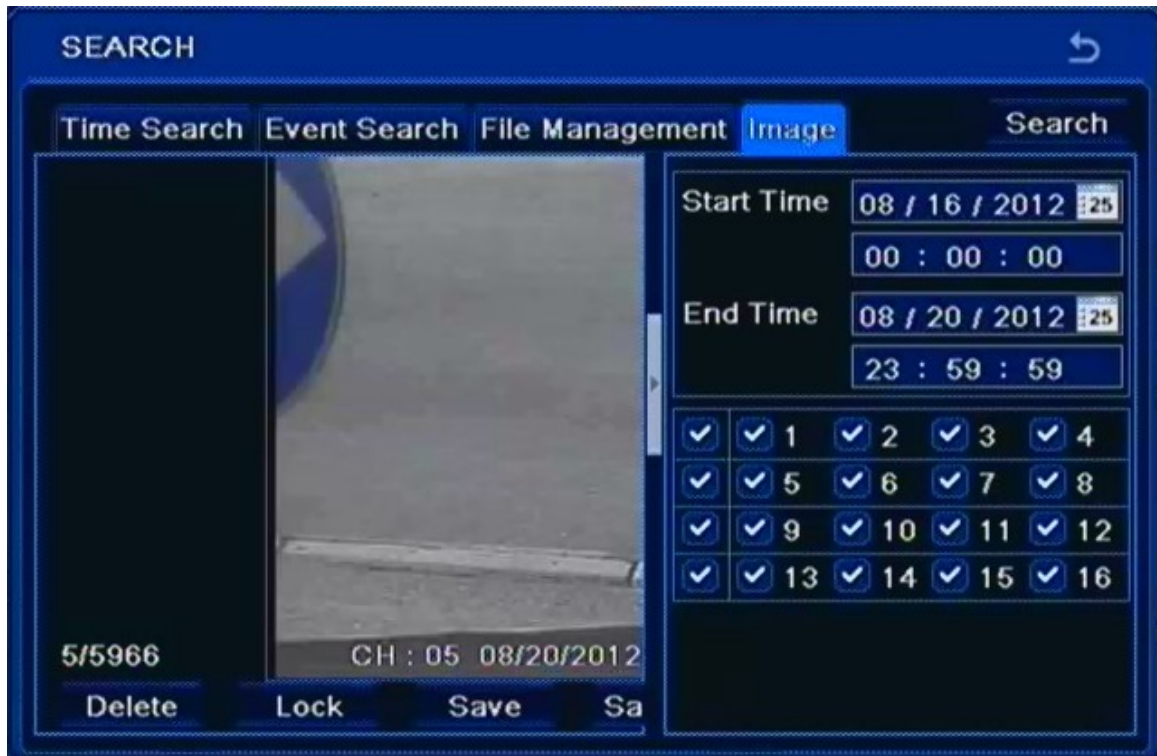 SEARCH
Time Search Event Search File Management Image Search
Start Time 08 / 16 / 2012 25
00 : 00 : 00
End Time 08 / 20 / 2012 25
23 : 59 : 59
1 2 3 4
5 6 7 8
9 10 11 12
13 14 15 16
5/5966 CH : 05 08/20/2012
Delete Lock Save Sa